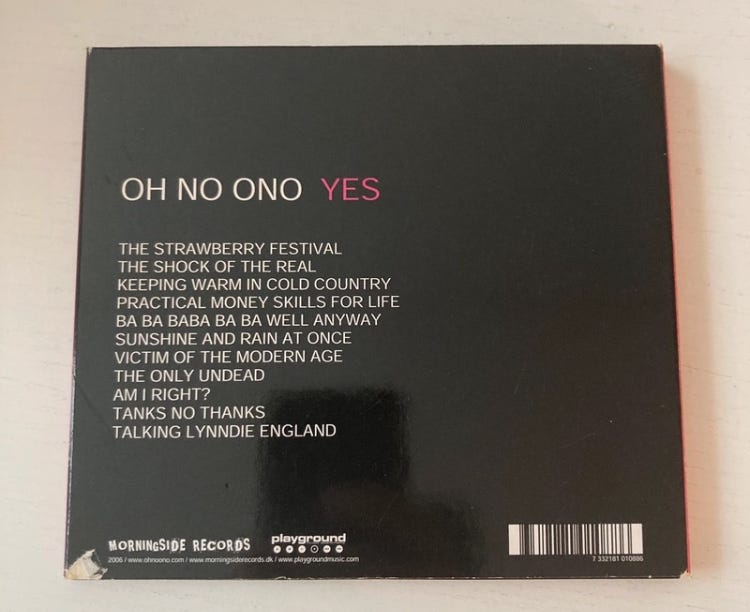 OH NO ONO YES
THE STRAWBERRY FESTIVAL
THE SHOCK OF THE REAL
KEEPING WARM IN COLD COUNTRY
PRACTICAL MONEY SKILLS FOR LIFE
BA BA BABA BA BA WELL ANYWAY
SUNSHINE AND RAIN AT ONCE
VICTIM OF THE MODERN AGE
THE ONLY UNDEAD
AM I RIGHT?
TANKS NO THANKS
TALKING LYNNDIE ENGLAND
MORNINGSIDE RECORDS playground
2006 / www.ohnoono.com / www.morningsiderecords.dk / www.playgroundmusic.com
7 332181 010886